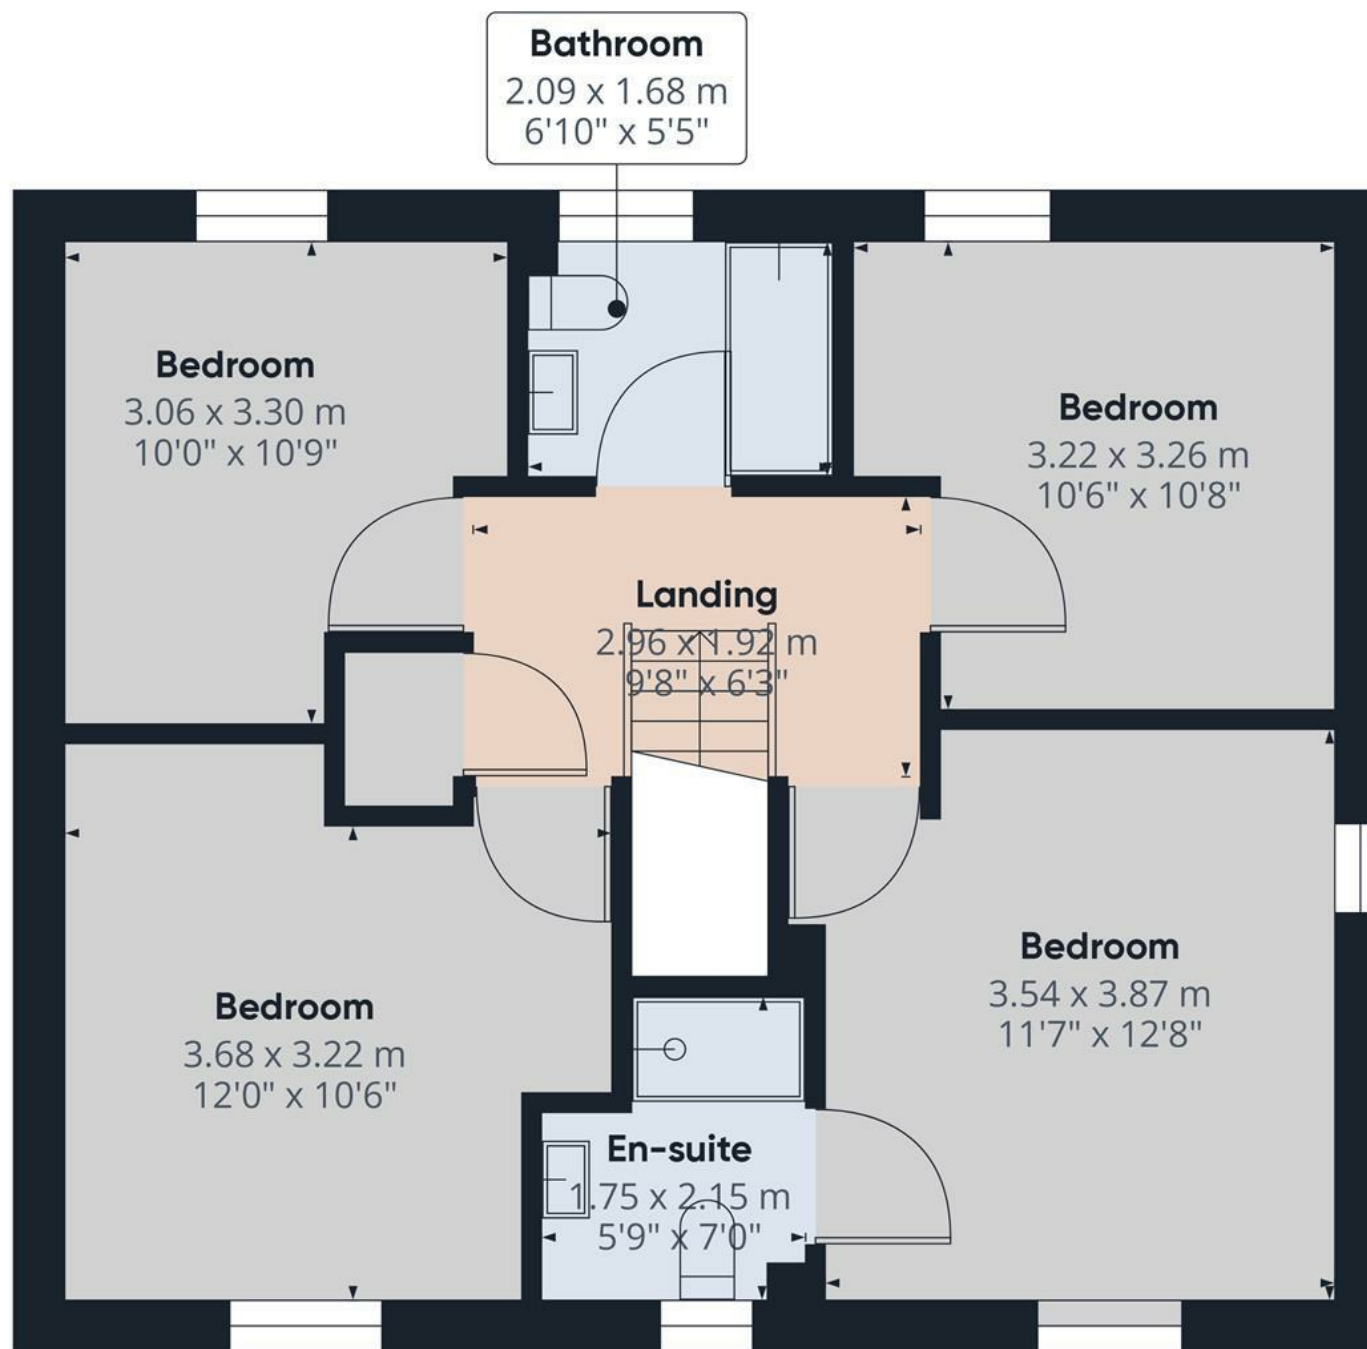 Bathroom
2.09 x 1.68 m
6'10" x 5'5"
Bedroom
3.06 x 3.30 m
10'0" x 10'9"
Bedroom
3.22 x 3.26 m
10'6" x 10'8"
Landing
2.96 x 1.92 m
9'8" x 6'3"
Bedroom
3.54 x 3.87 m
11'7" x 12'8"
Bedroom
3.68 x 3.22 m
12'0" x 10'6"
En-suite
1.75 x 2.15 m
5'9" x 7'0"